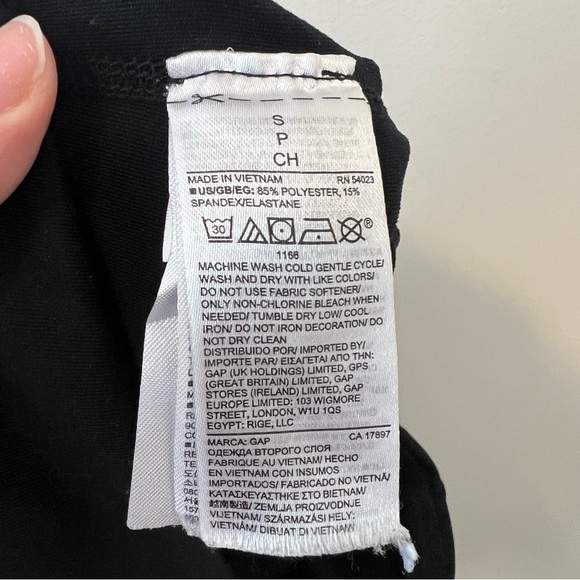 S
P
CH
MADE IN VIETNAM RN 54023
■US/GB/EG: 85% POLYESTER, 15%
SPANDEX/ELASTANE
30 ®
1166
MACHINE WASH COLD GENTLE CYCLE/
WASH AND DRY WITH LIKE COLORS/
DO NOT USE FABRIC SOFTENER/
ONLY NON-CHLORINE BLEACH WHEN
NEEDED/ TUMBLE DRY LOW/ COOL
IRON/ DO NOT IRON DECORATION/ DO
NOT DRY CLEAN
DISTRIBUIDO POR/ IMPORTED BY/
IMPORTE PAR/ ΕΙΣΑΓΕΤΑΙ ΑΠΟ ΤΗΝ:
GAP (UK HOLDINGS) LIMITED, GPS
(GREAT BRITAIN) LIMITED, GAP
STORES (IRELAND) LIMITED, GAP
EUROPE LIMITED: 103 WIGMORE
STREET, LONDON, W1U 1QS
EGYPT: RIGE, LLC
MARCA: GAP CA 17897
ОДЕЖДА ВТОРОГО СЛОЯ
FABRIQUE AU VIETNAM/ HECHO
EN VIETNAM CON INSUMOS
IMPORTADOS/ FABRICADO NO VIETNÃ/
ΚΑΤΑΣΚΕΥΑΣΤΗΚΕ ΣΤΟ ΒΙΕΤΝΑΜ/
越南製造/ ZEMLJA PROIZVODNJE
VIJETNAM/ SZÁRMAZÁSI HELY:
VIETNÁM/ DIBUAT DI VIETNAM